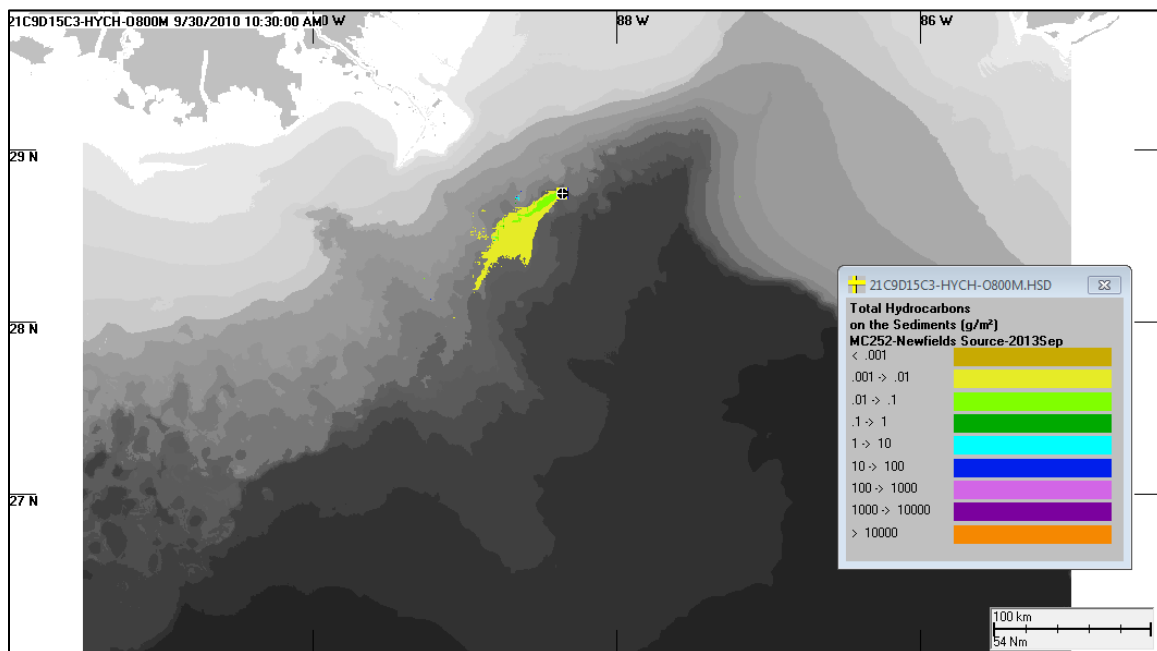 21C9D15C3-HYCH-O800M 9/30/2010 10:30:00 AM
0 W
88 W
86 W
29 N
28 N
27 N
21C9D15C3-HYCH-O800M.HSD
Total Hydrocarbons
on the Sediments (g/m²)
MC252-Newfields Source-2013Sep
< .001
.001 -> .01
.01 -> .1
.1 -> 1
1 -> 10
10 -> 100
100 -> 1000
1000 -> 10000
> 10000
100 km
54 Nm